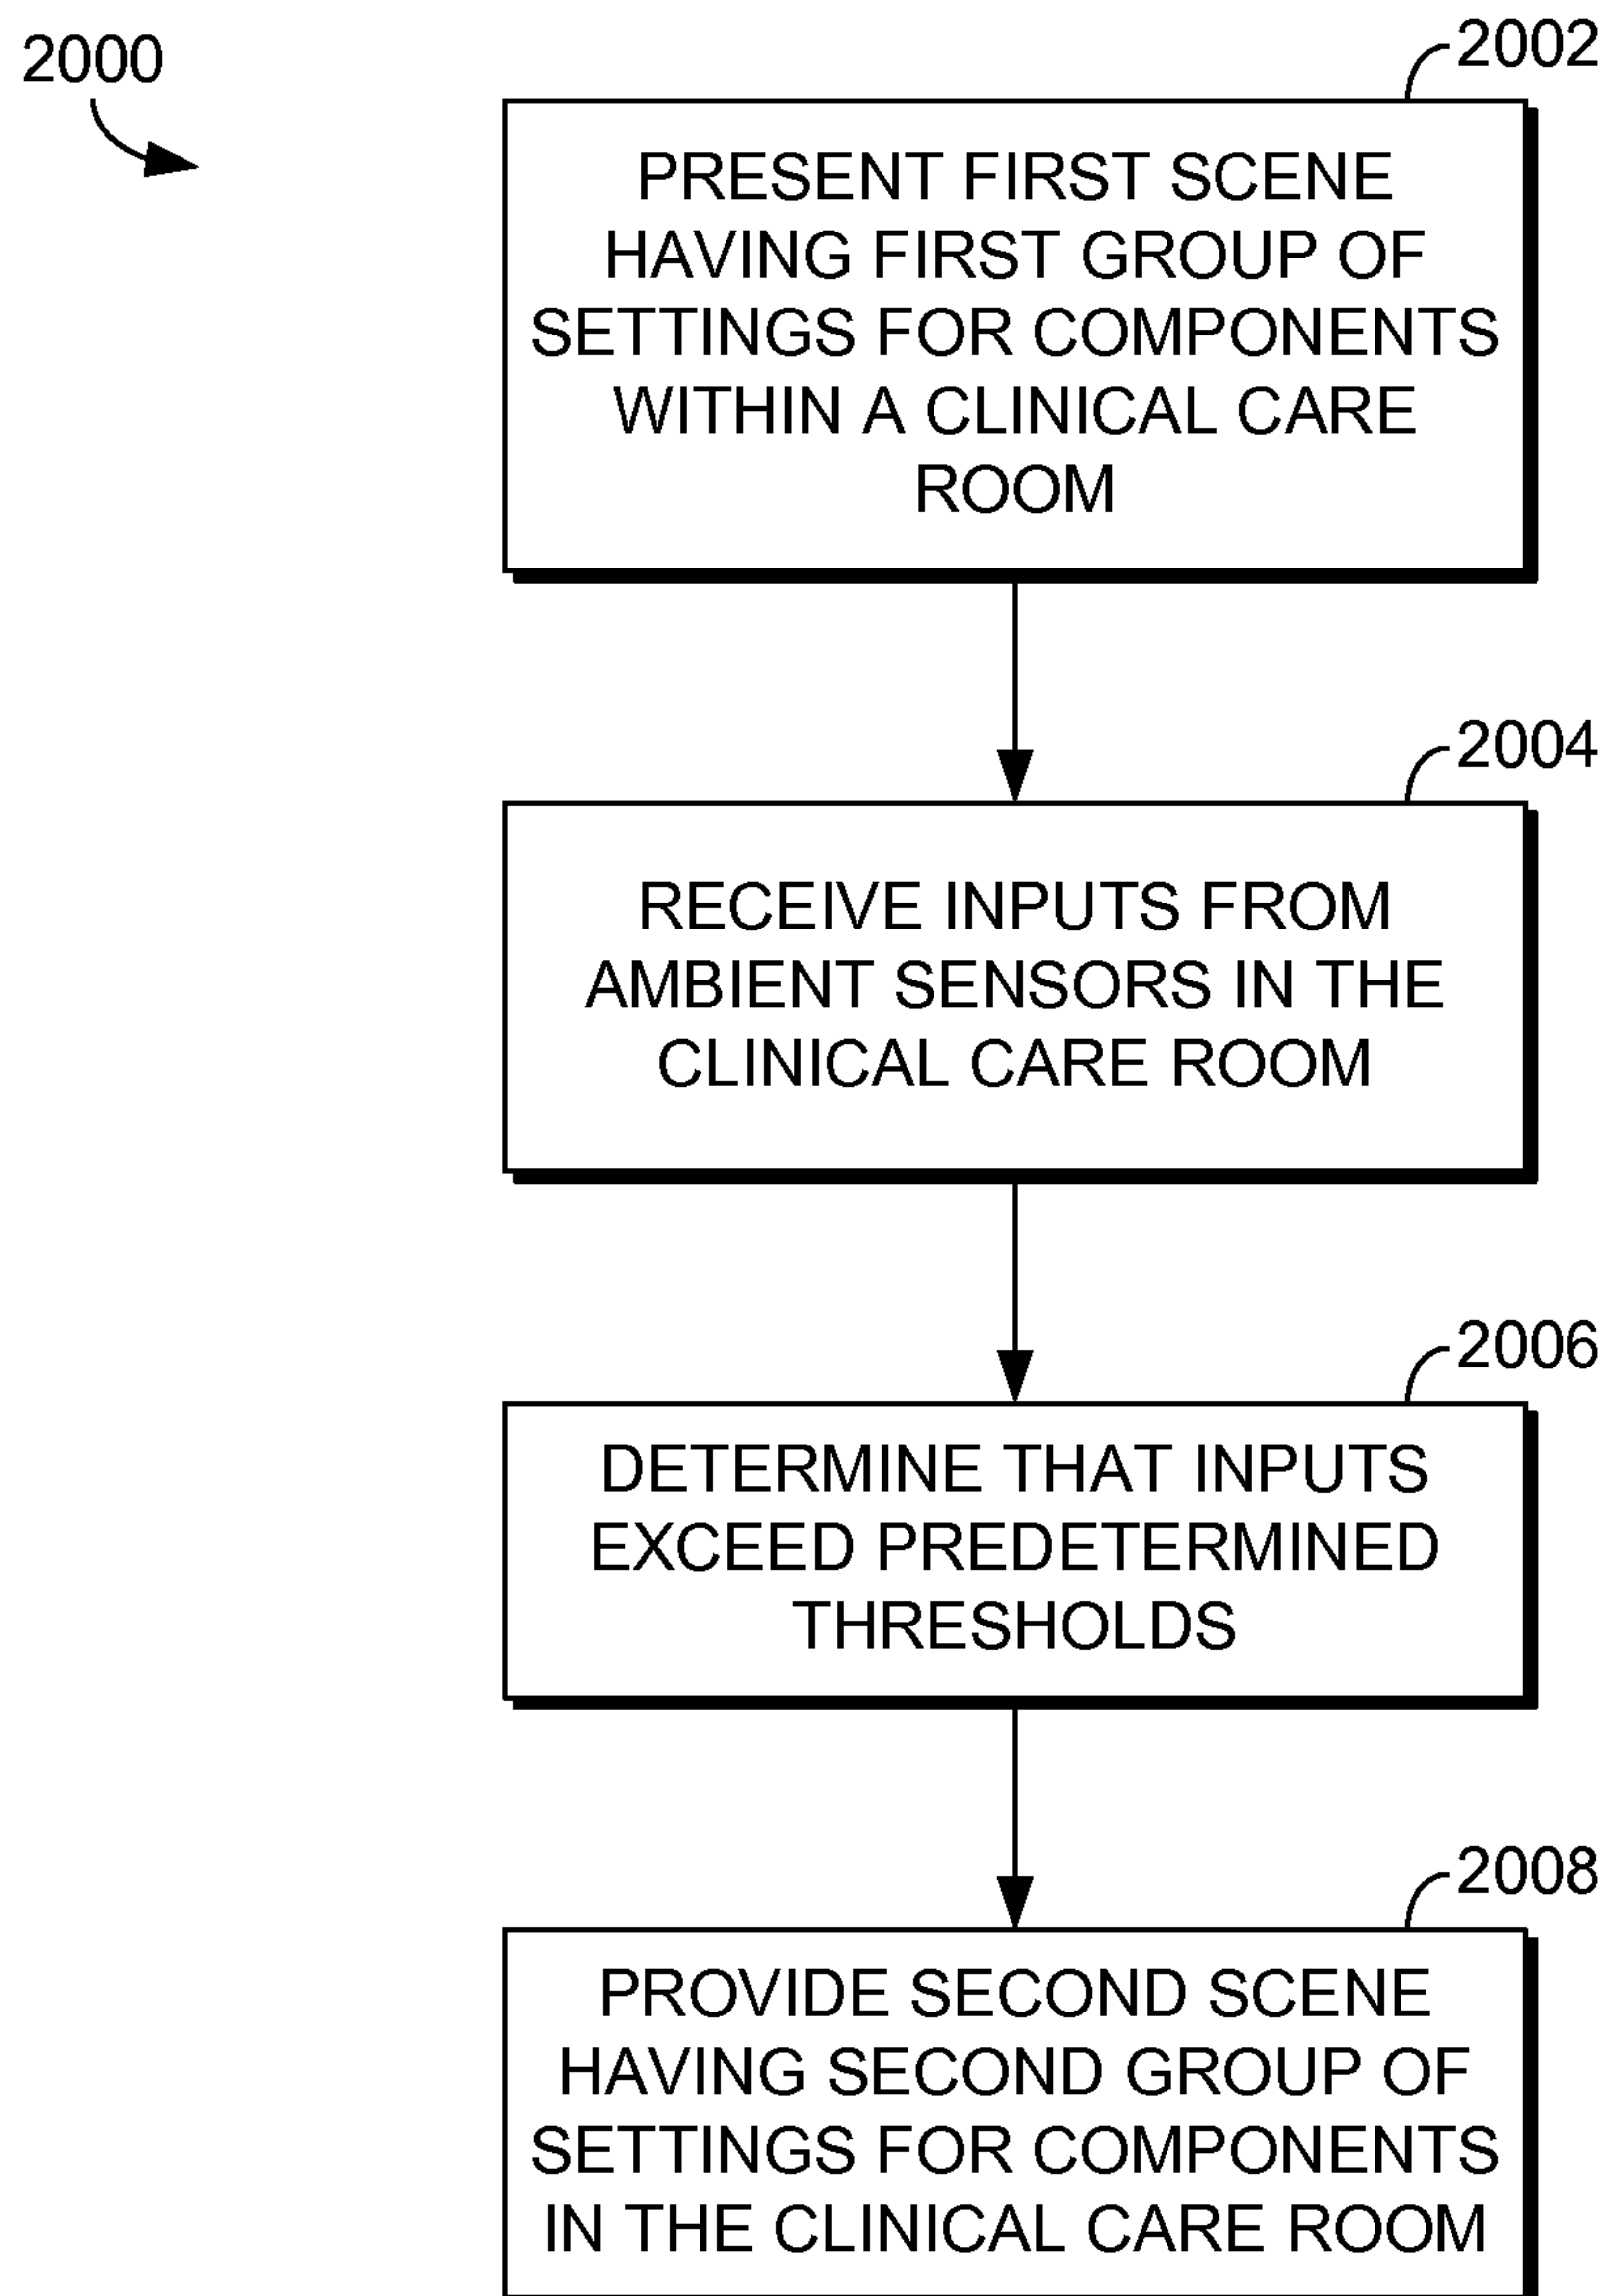 2000
2002
PRESENT FIRST SCENE
HAVING FIRST GROUP OF
SETTINGS FOR COMPONENTS
WITHIN A CLINICAL CARE
ROOM
2004
RECEIVE INPUTS FROM
AMBIENT SENSORS IN THE
CLINICAL CARE ROOM
2006
DETERMINE THAT INPUTS
EXCEED PREDETERMINED
THRESHOLDS
2008
PROVIDE SECOND SCENE
HAVING SECOND GROUP OF
SETTINGS FOR COMPONENTS
IN THE CLINICAL CARE ROOM